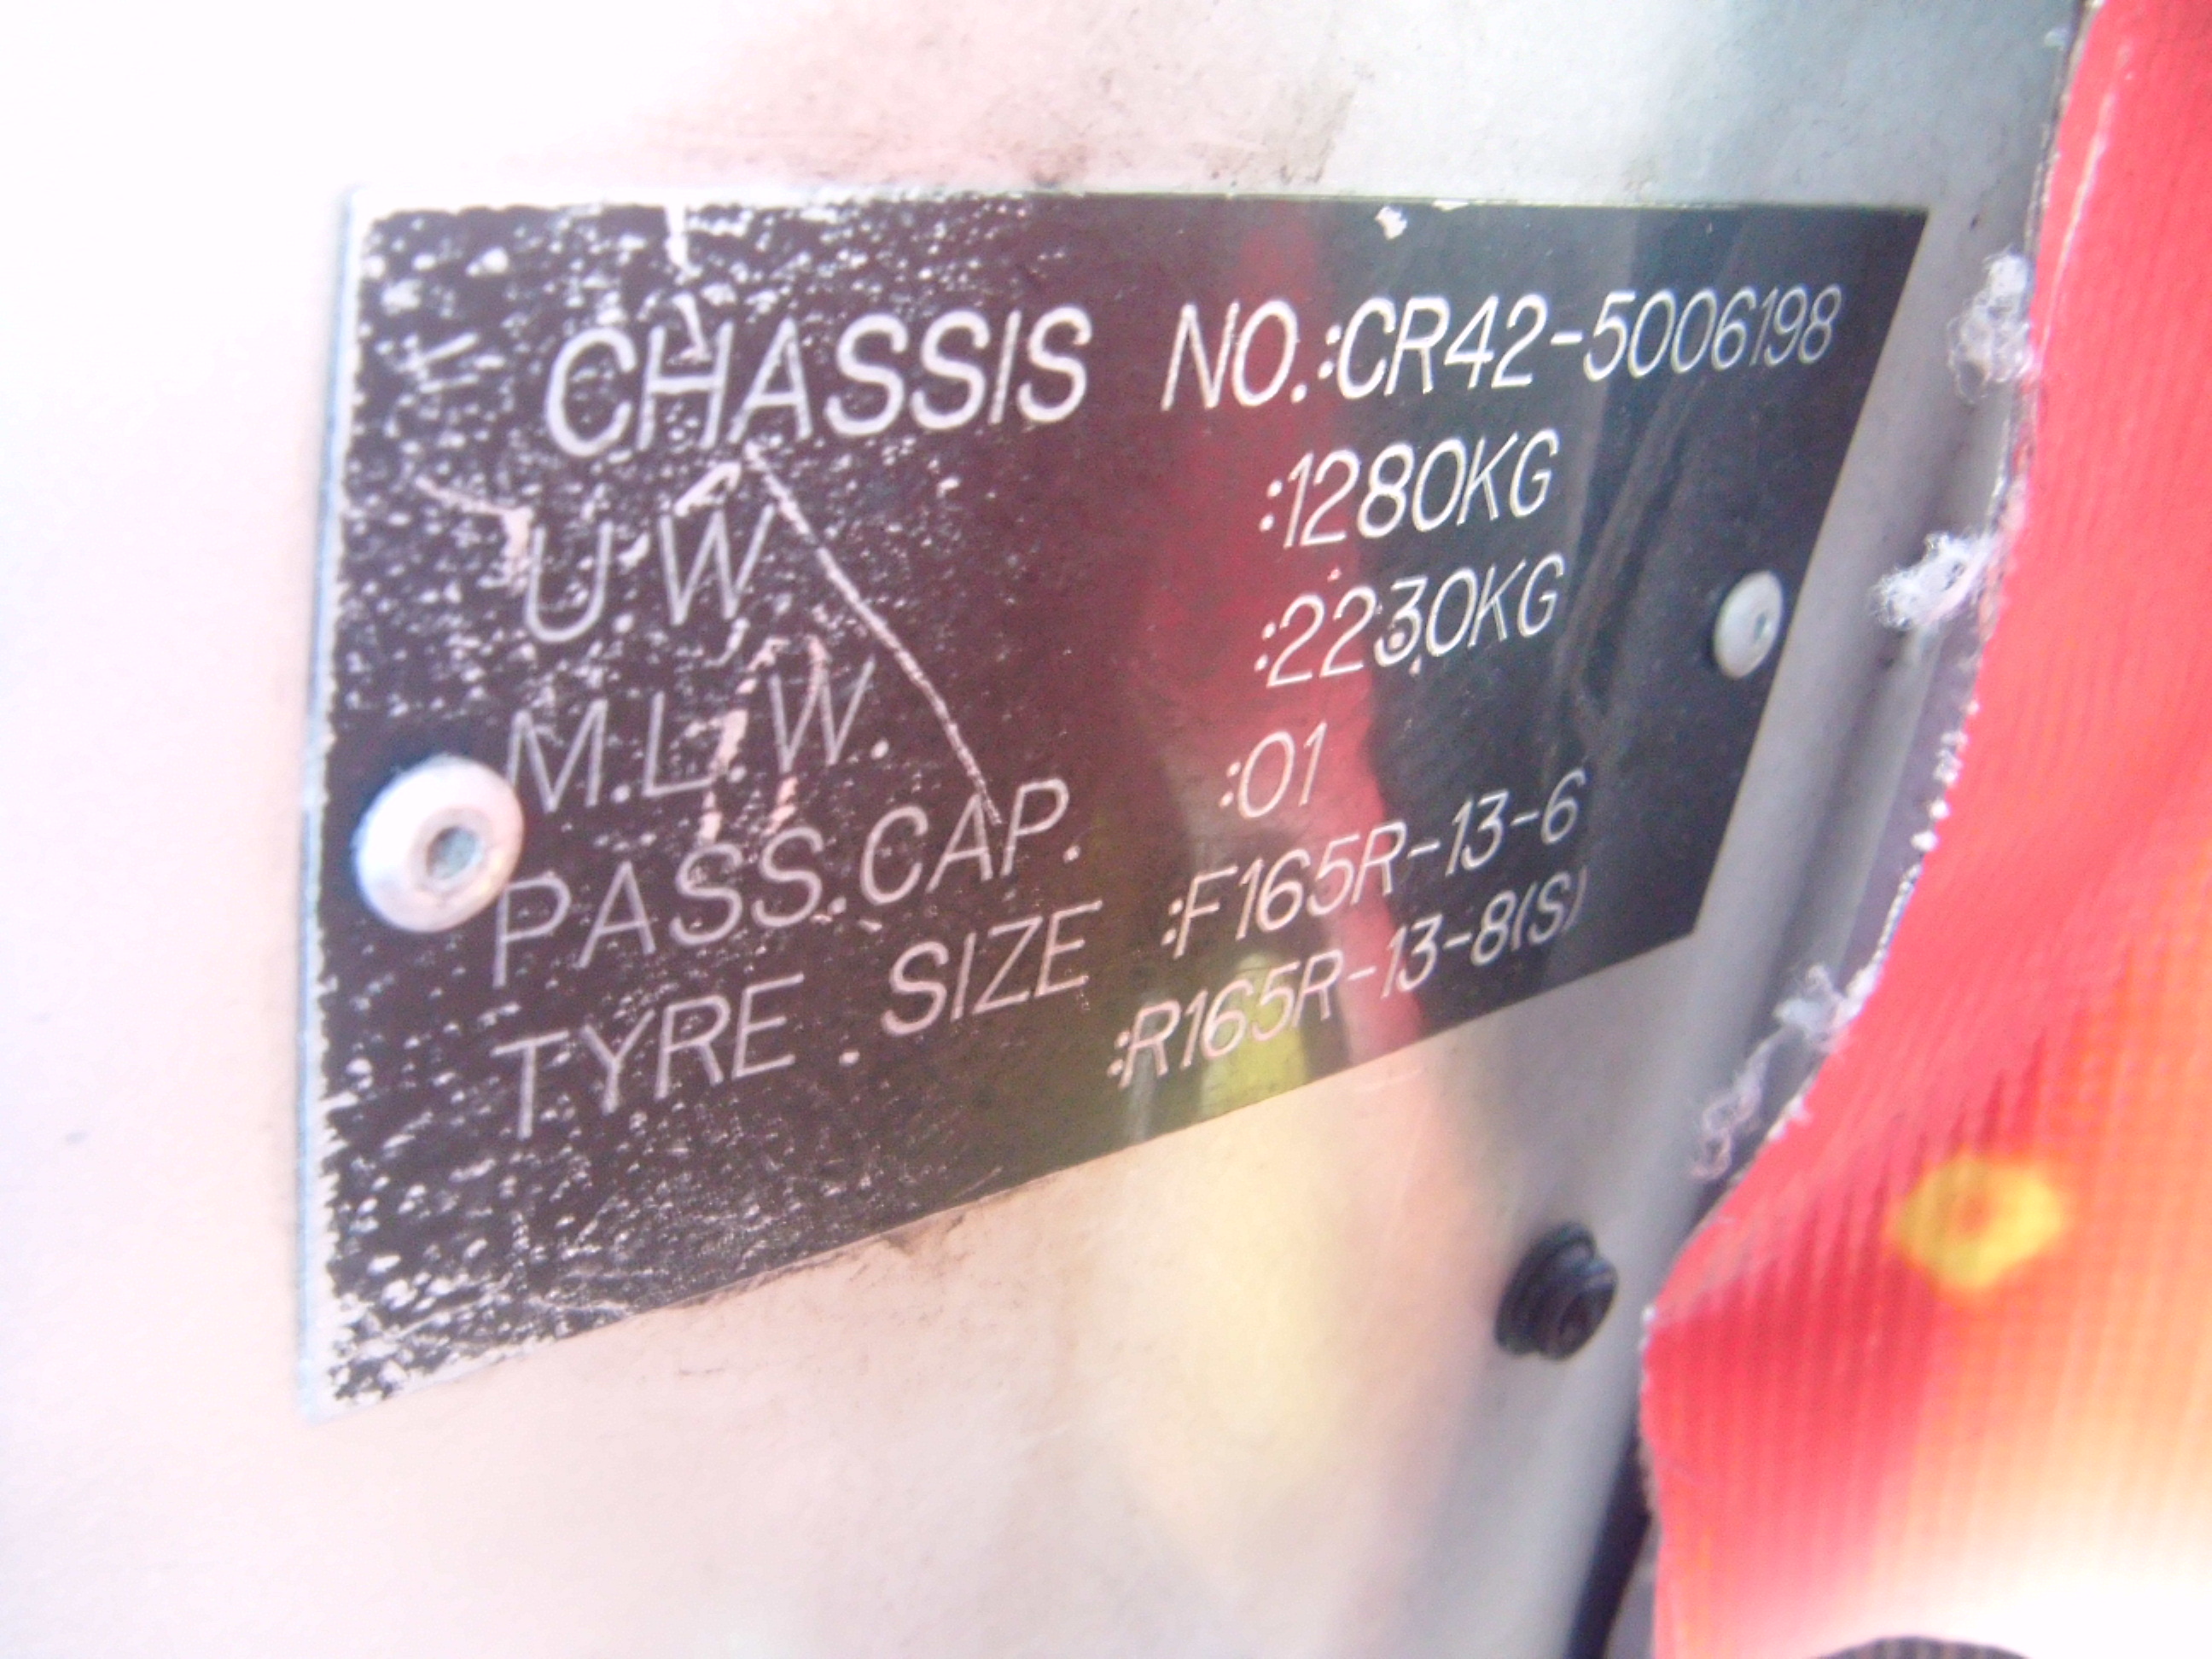 CHASSIS NO.:CR42-5006198
U.W. :1280KG
M.L.W. :2230KG
PASS.CAP. :01
TYRE SIZE :F165R-13-6
:R165R-13-8(S)